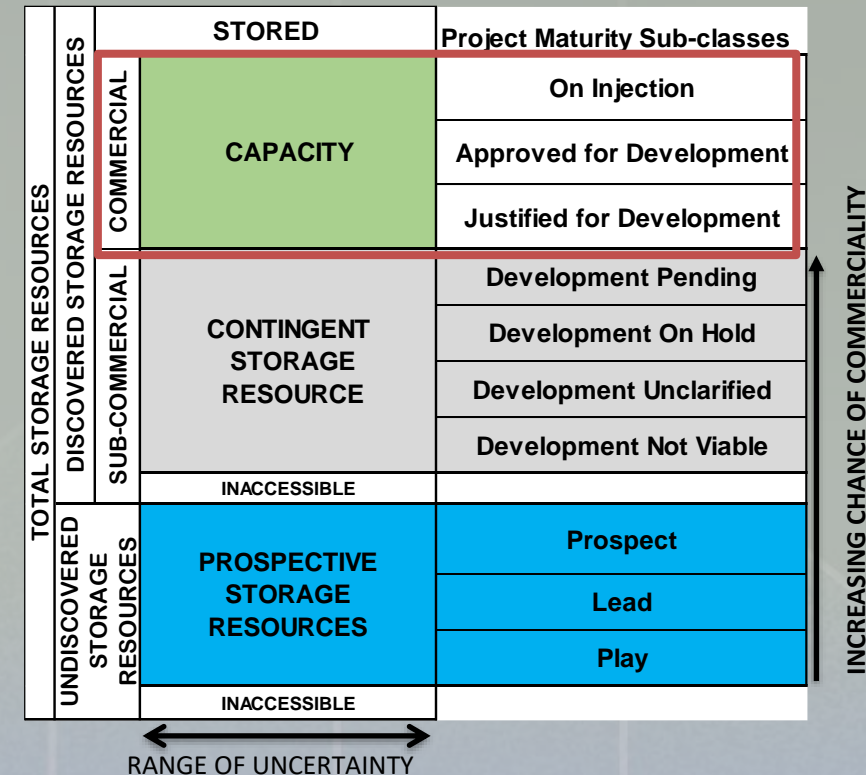 STORED
Project Maturity Sub-classes
TOTAL STORAGE RESOURCES
DISCOVERED STORAGE RESOURCES
COMMERCIAL
CAPACITY
On Injection
Approved for Development
Justified for Development
SUB-COMMERCIAL
CONTINGENT
STORAGE
RESOURCE
Development Pending
Development On Hold
Development Unclarified
Development Not Viable
INACCESSIBLE
UNDISCOVERED
STORAGE
RESOURCES
PROSPECTIVE
STORAGE
RESOURCES
Prospect
Lead
Play
INACCESSIBLE
RANGE OF UNCERTAINTY
INCREASING CHANCE OF COMMERCIALITY